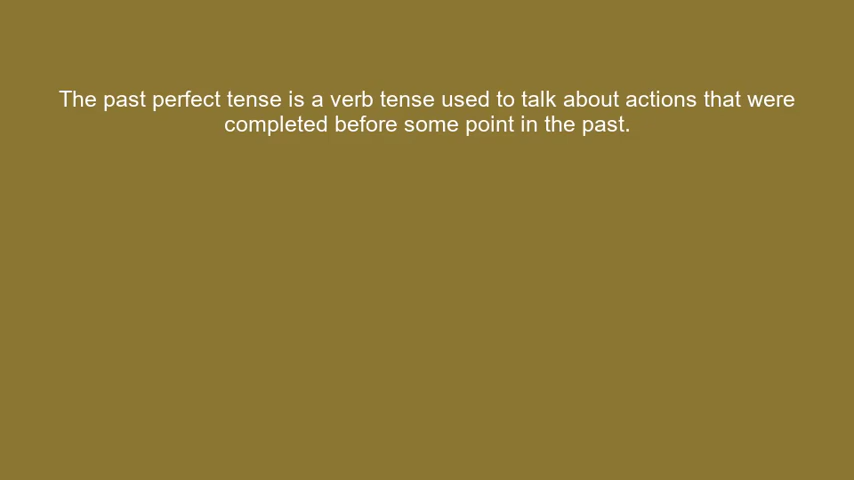 The past perfect tense is a verb tense used to talk about actions that were
completed before some point in the past.